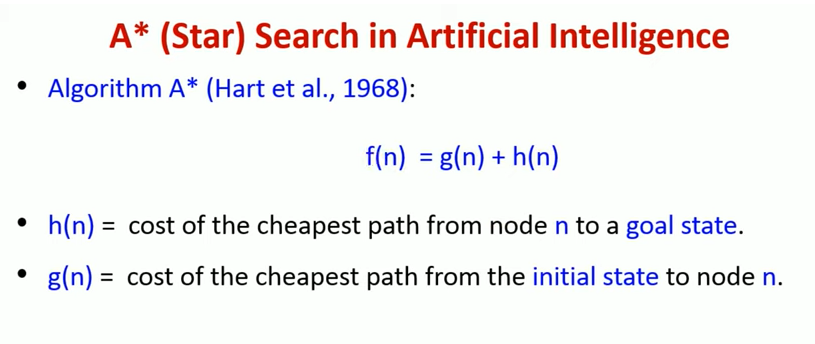 A* (Star) Search in Artificial Intelligence
• Algorithm A* (Hart et al., 1968):
f(n) = g(n) + h(n)
• h(n) = cost of the cheapest path from node n to a goal state.
• g(n) = cost of the cheapest path from the initial state to node n.